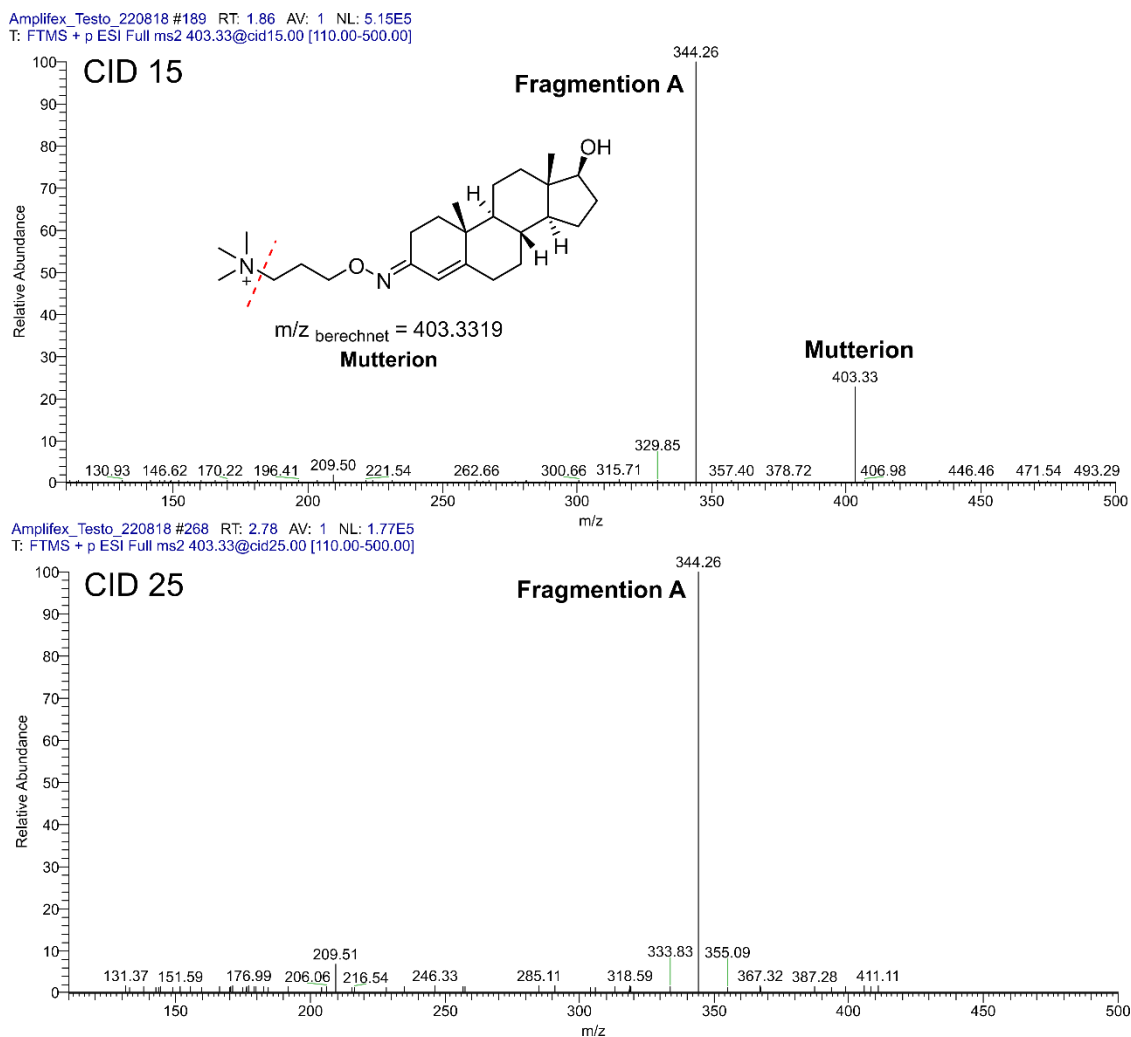 Amplifex_Testo_220818 #189 RT: 1.86 AV: 1 NL: 5.15E5
T: FTMS + p ESI Full ms2 403.33@cid15.00 [110.00-500.00]
CID 15
344.26
Fragmention A
OH
H
H
H
N
+
O
N
m/z berechnet = 403.3319
Mutterion
Mutterion
403.33
329.85
130.93 146.62 170.22 196.41 209.50 221.54 262.66 300.66 315.71 357.40 378.72 406.98 446.46 471.54 493.29
100
90
80
70
60
50
40
30
20
10
0
Relative Abundance
150 200 250 300 350 400 450 500
m/z
Amplifex_Testo_220818 #268 RT: 2.78 AV: 1 NL: 1.77E5
T: FTMS + p ESI Full ms2 403.33@cid25.00 [110.00-500.00]
CID 25
344.26
Fragmention A
209.51 333.83 355.09
131.37 151.59 176.99 206.06 216.54 246.33 285.11 318.59 367.32 387.28 411.11
100
90
80
70
60
50
40
30
20
10
0
Relative Abundance
150 200 250 300 350 400 450 500
m/z